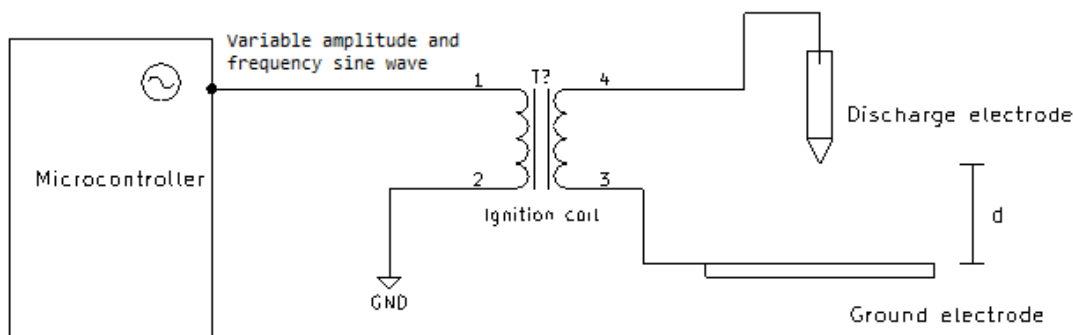 Variable amplitude and
frequency sine wave
1
T?
4
Discharge electrode
Microcontroller
2
3
Ignition coil
d
GND
Ground electrode